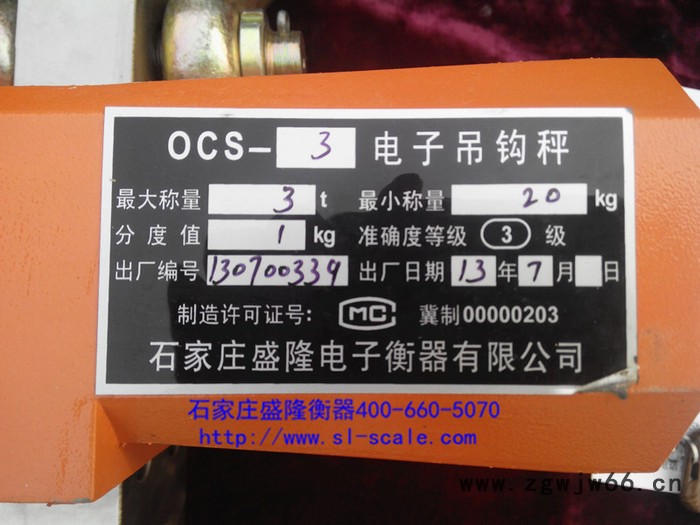 OCS-3 电子吊钩秤
最大称量 3 t 最小称量 20 kg
分度值 1 kg 准确度等级 3 级
出厂编号 130700339 出厂日期 13 年 7 月 日
制造许可证号: MC 冀制00000203
石家庄盛隆电子衡器有限公司
石家庄盛隆衡器400-660-5070
http://www.sl-scale.com/
www.zgwjw66.cn